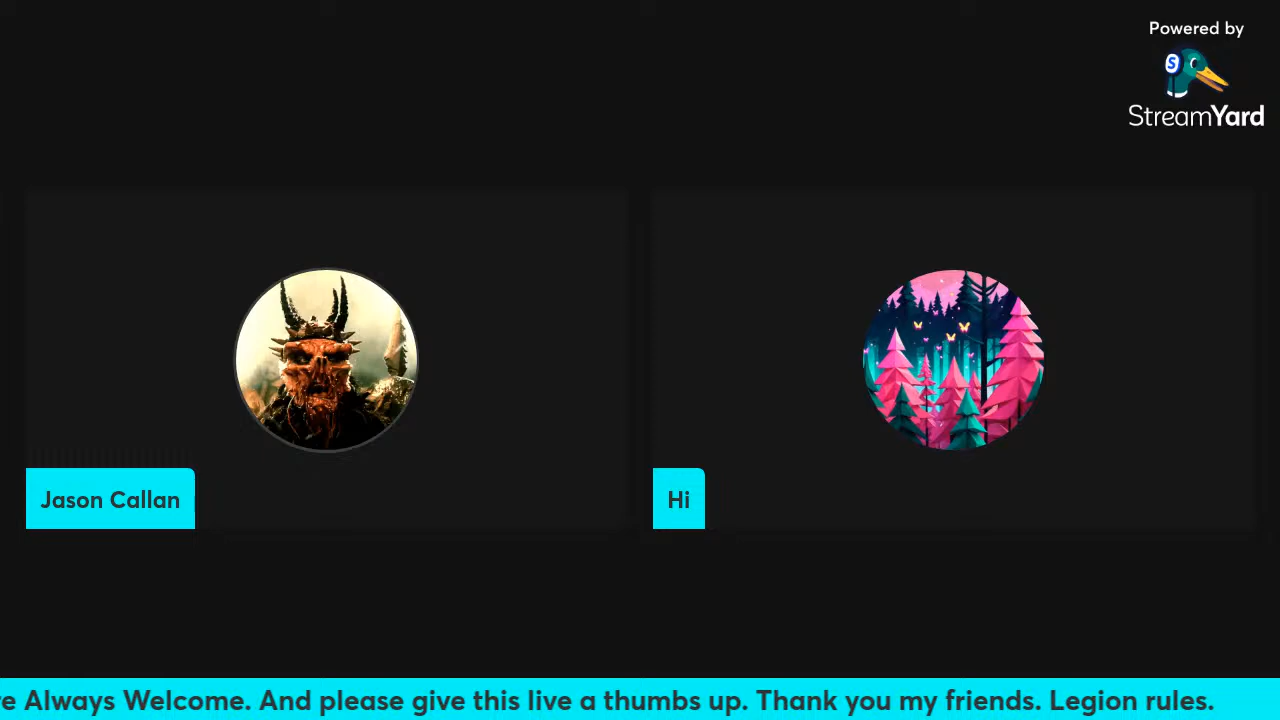 Powered by
S
StreamYard
Jason Callan
Hi
Always Welcome. And please give this live a thumbs up. Thank you my friends. Legion rules.